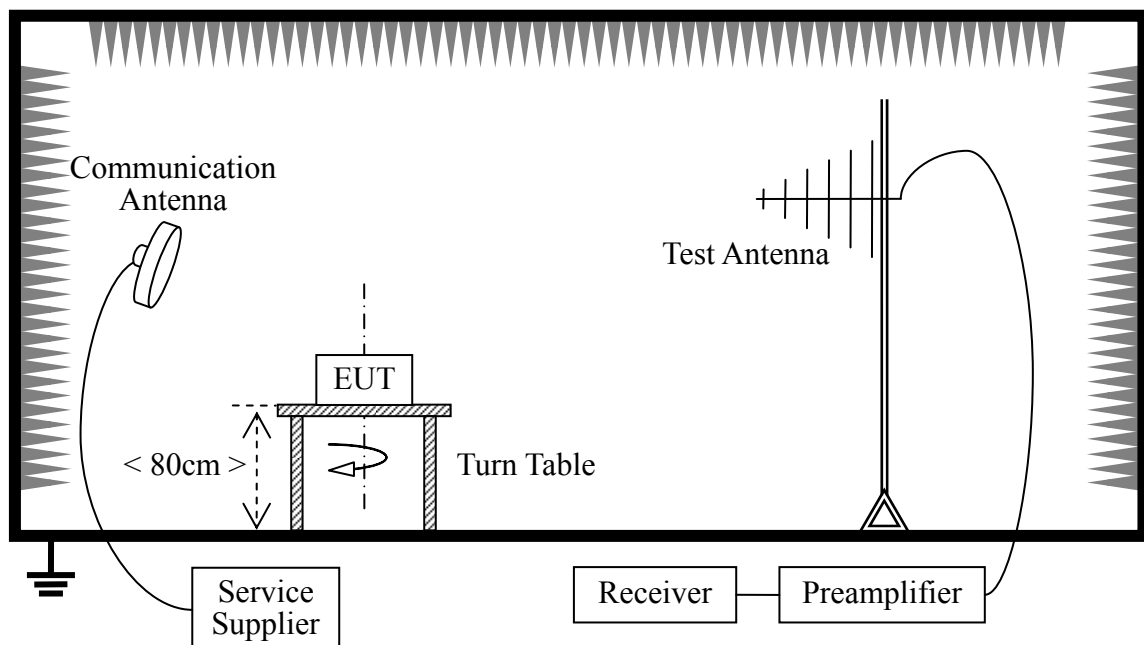 Communication
Antenna
Test Antenna
EUT
< 80cm >
Turn Table
Service
Supplier
Receiver
Preamplifier